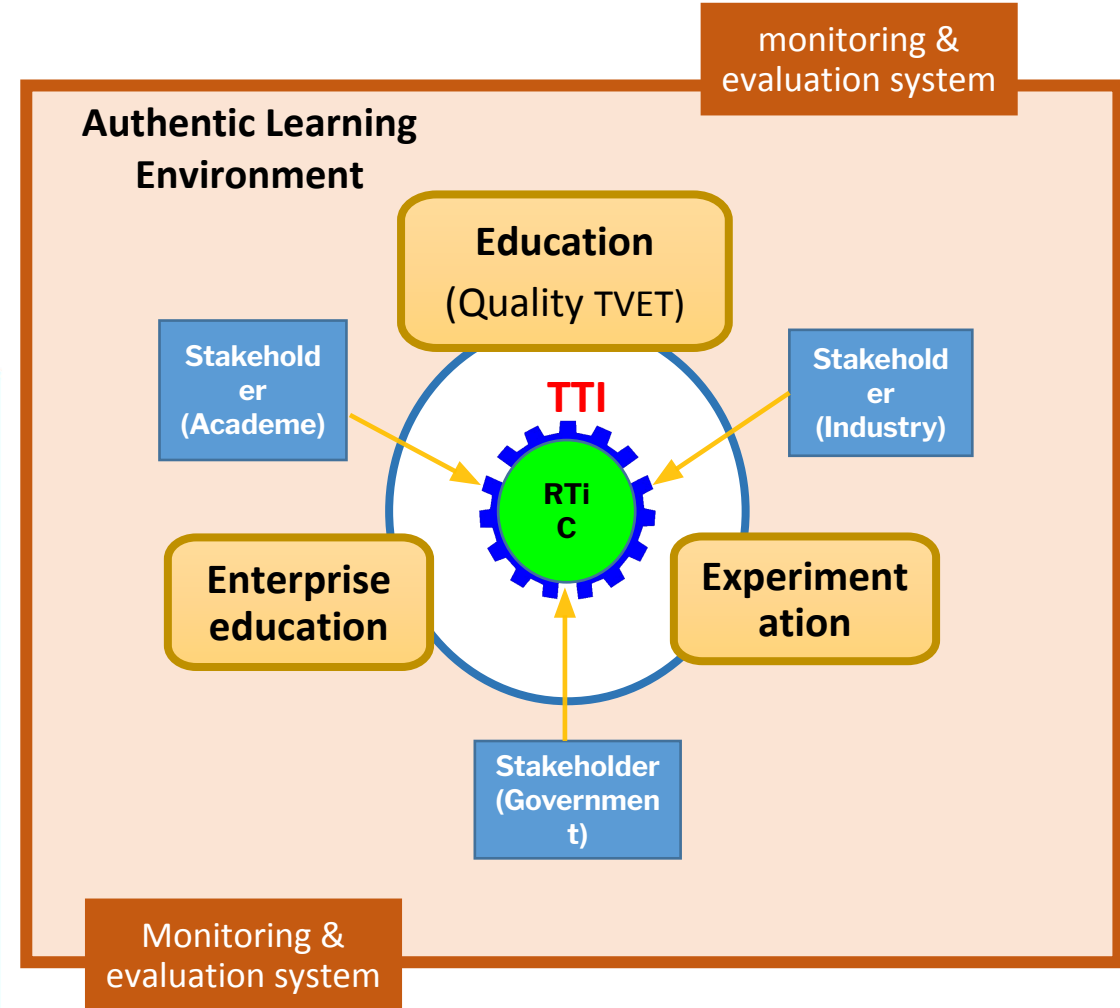 monitoring &
evaluation system
Authentic Learning
Environment
Education
(Quality TVET)
Stakehold
er
(Academe)
Stakehold
er
(Industry)
TTI
RTi
C
Enterprise
education
Experiment
ation
Stakeholder
(Governmen
t)
Monitoring &
evaluation system